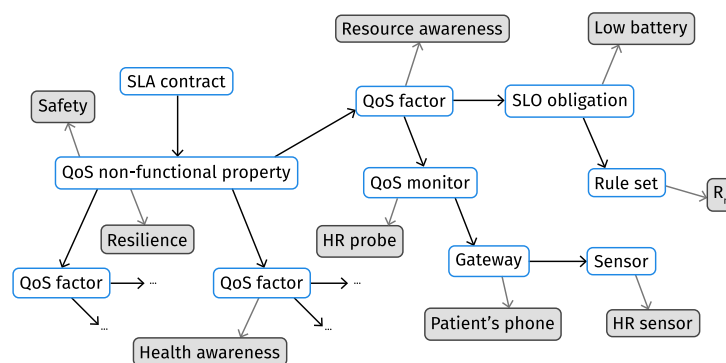 Resource awareness
Low battery
SLA contract
Safety
QoS factor
SLO obligation
QoS non-functional property
QoS monitor
Rule set
Resilience
HR probe
Gateway
Sensor
QoS factor
...
QoS factor
...
...
...
Patient's phone
HR sensor
Health awareness